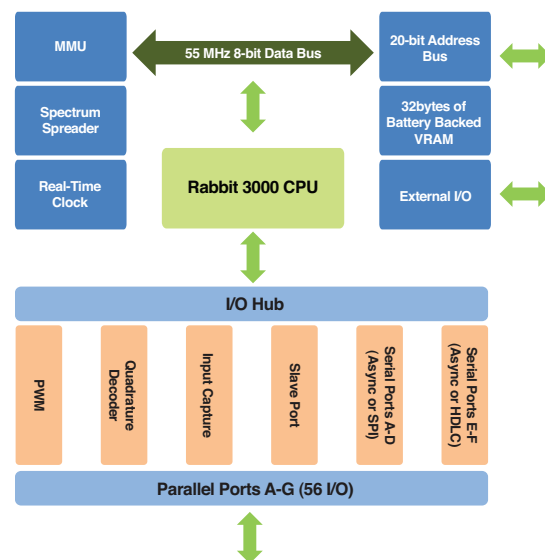 MMU
55 MHz 8-bit Data Bus
20-bit Address
Bus
Spectrum
Spreader
32bytes of
Battery Backed
VRAM
Real-Time
Clock
Rabbit 3000 CPU
External I/O
I/O Hub
PWM
Quadrature
Decoder
Input Capture
Slave Port
Serial Ports A-D
(Async or SPI)
Serial Ports E-F
(Async or HDLC)
Parallel Ports A-G (56 I/O)